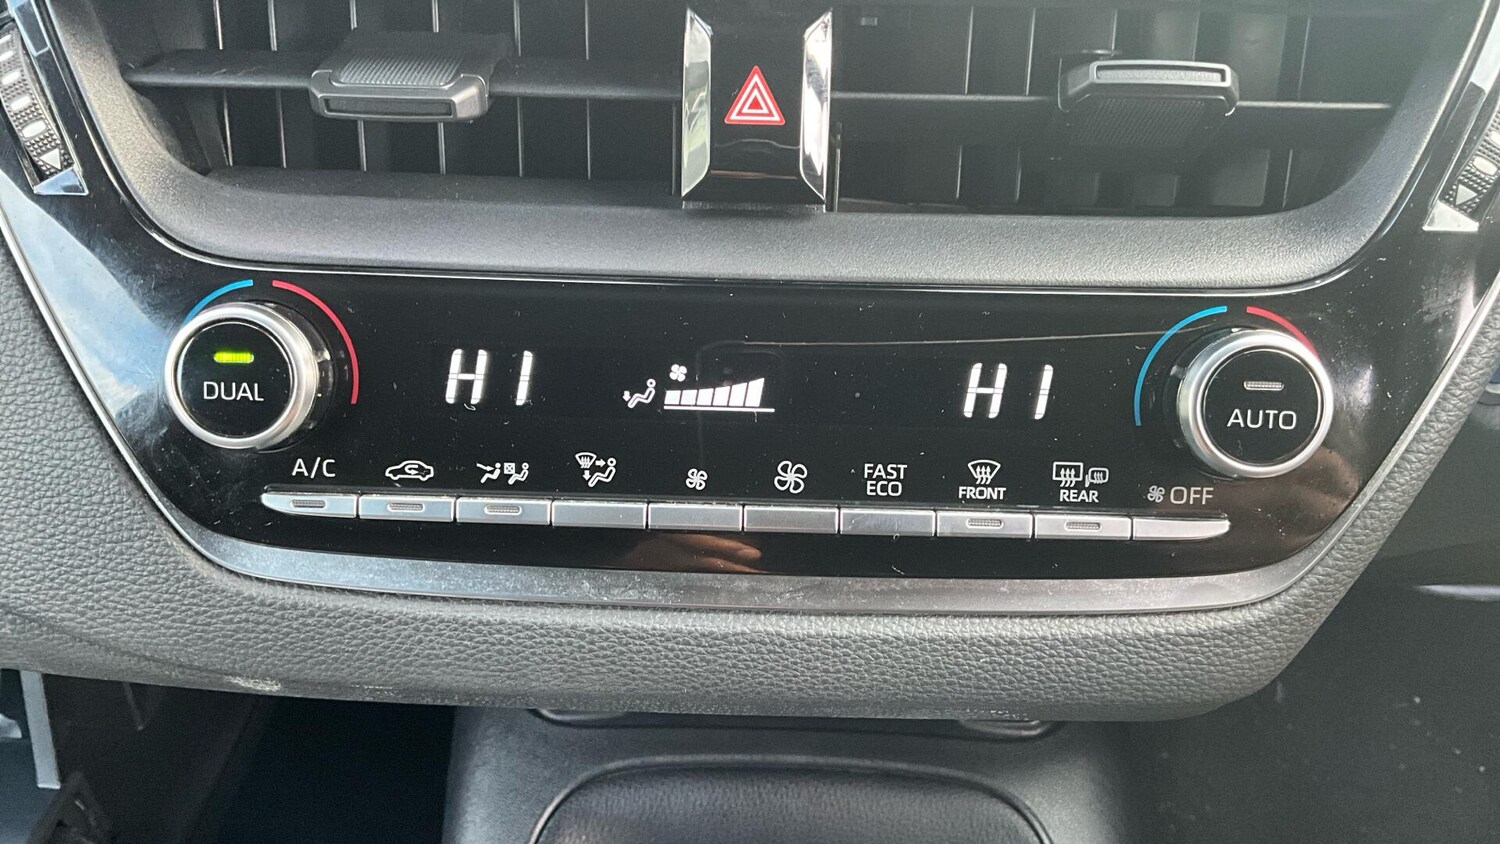 HI
HI
DUAL
AUTO
A/C
FAST
ECO
FRONT
REAR
OFF